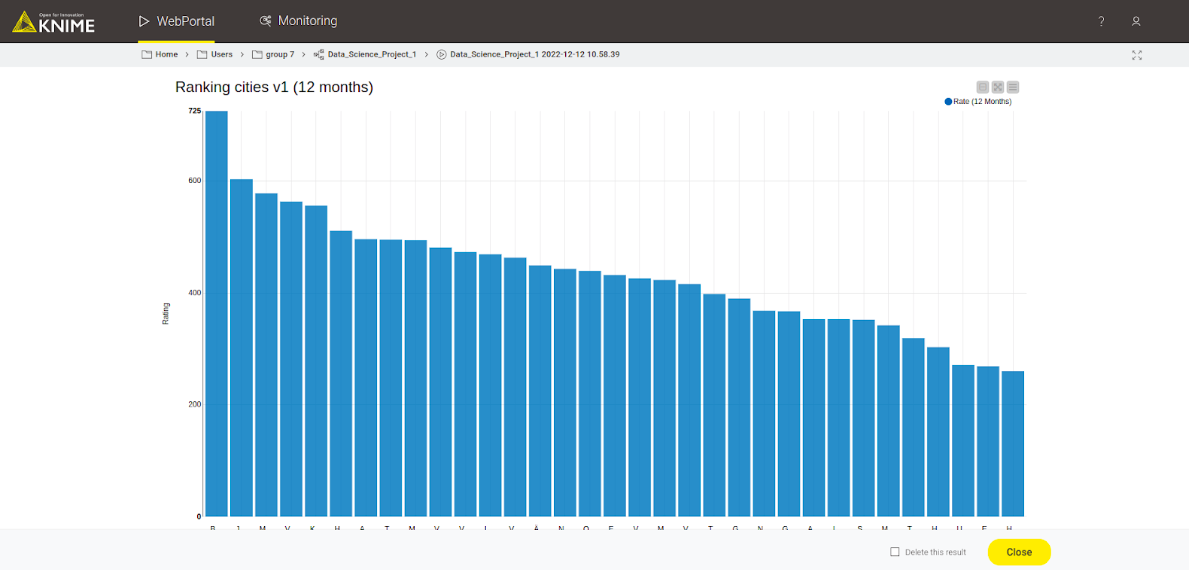 Open for Innovation
KNIME
WebPortal
Monitoring
?
Home > Users > group 7 > Data_Science_Project_1 > Data_Science_Project_1 2022-12-12 10.58.39
Ranking cities v1 (12 months)
Rate (12 Months)
725
600
400
Rating
200
0
Delete this result
Close